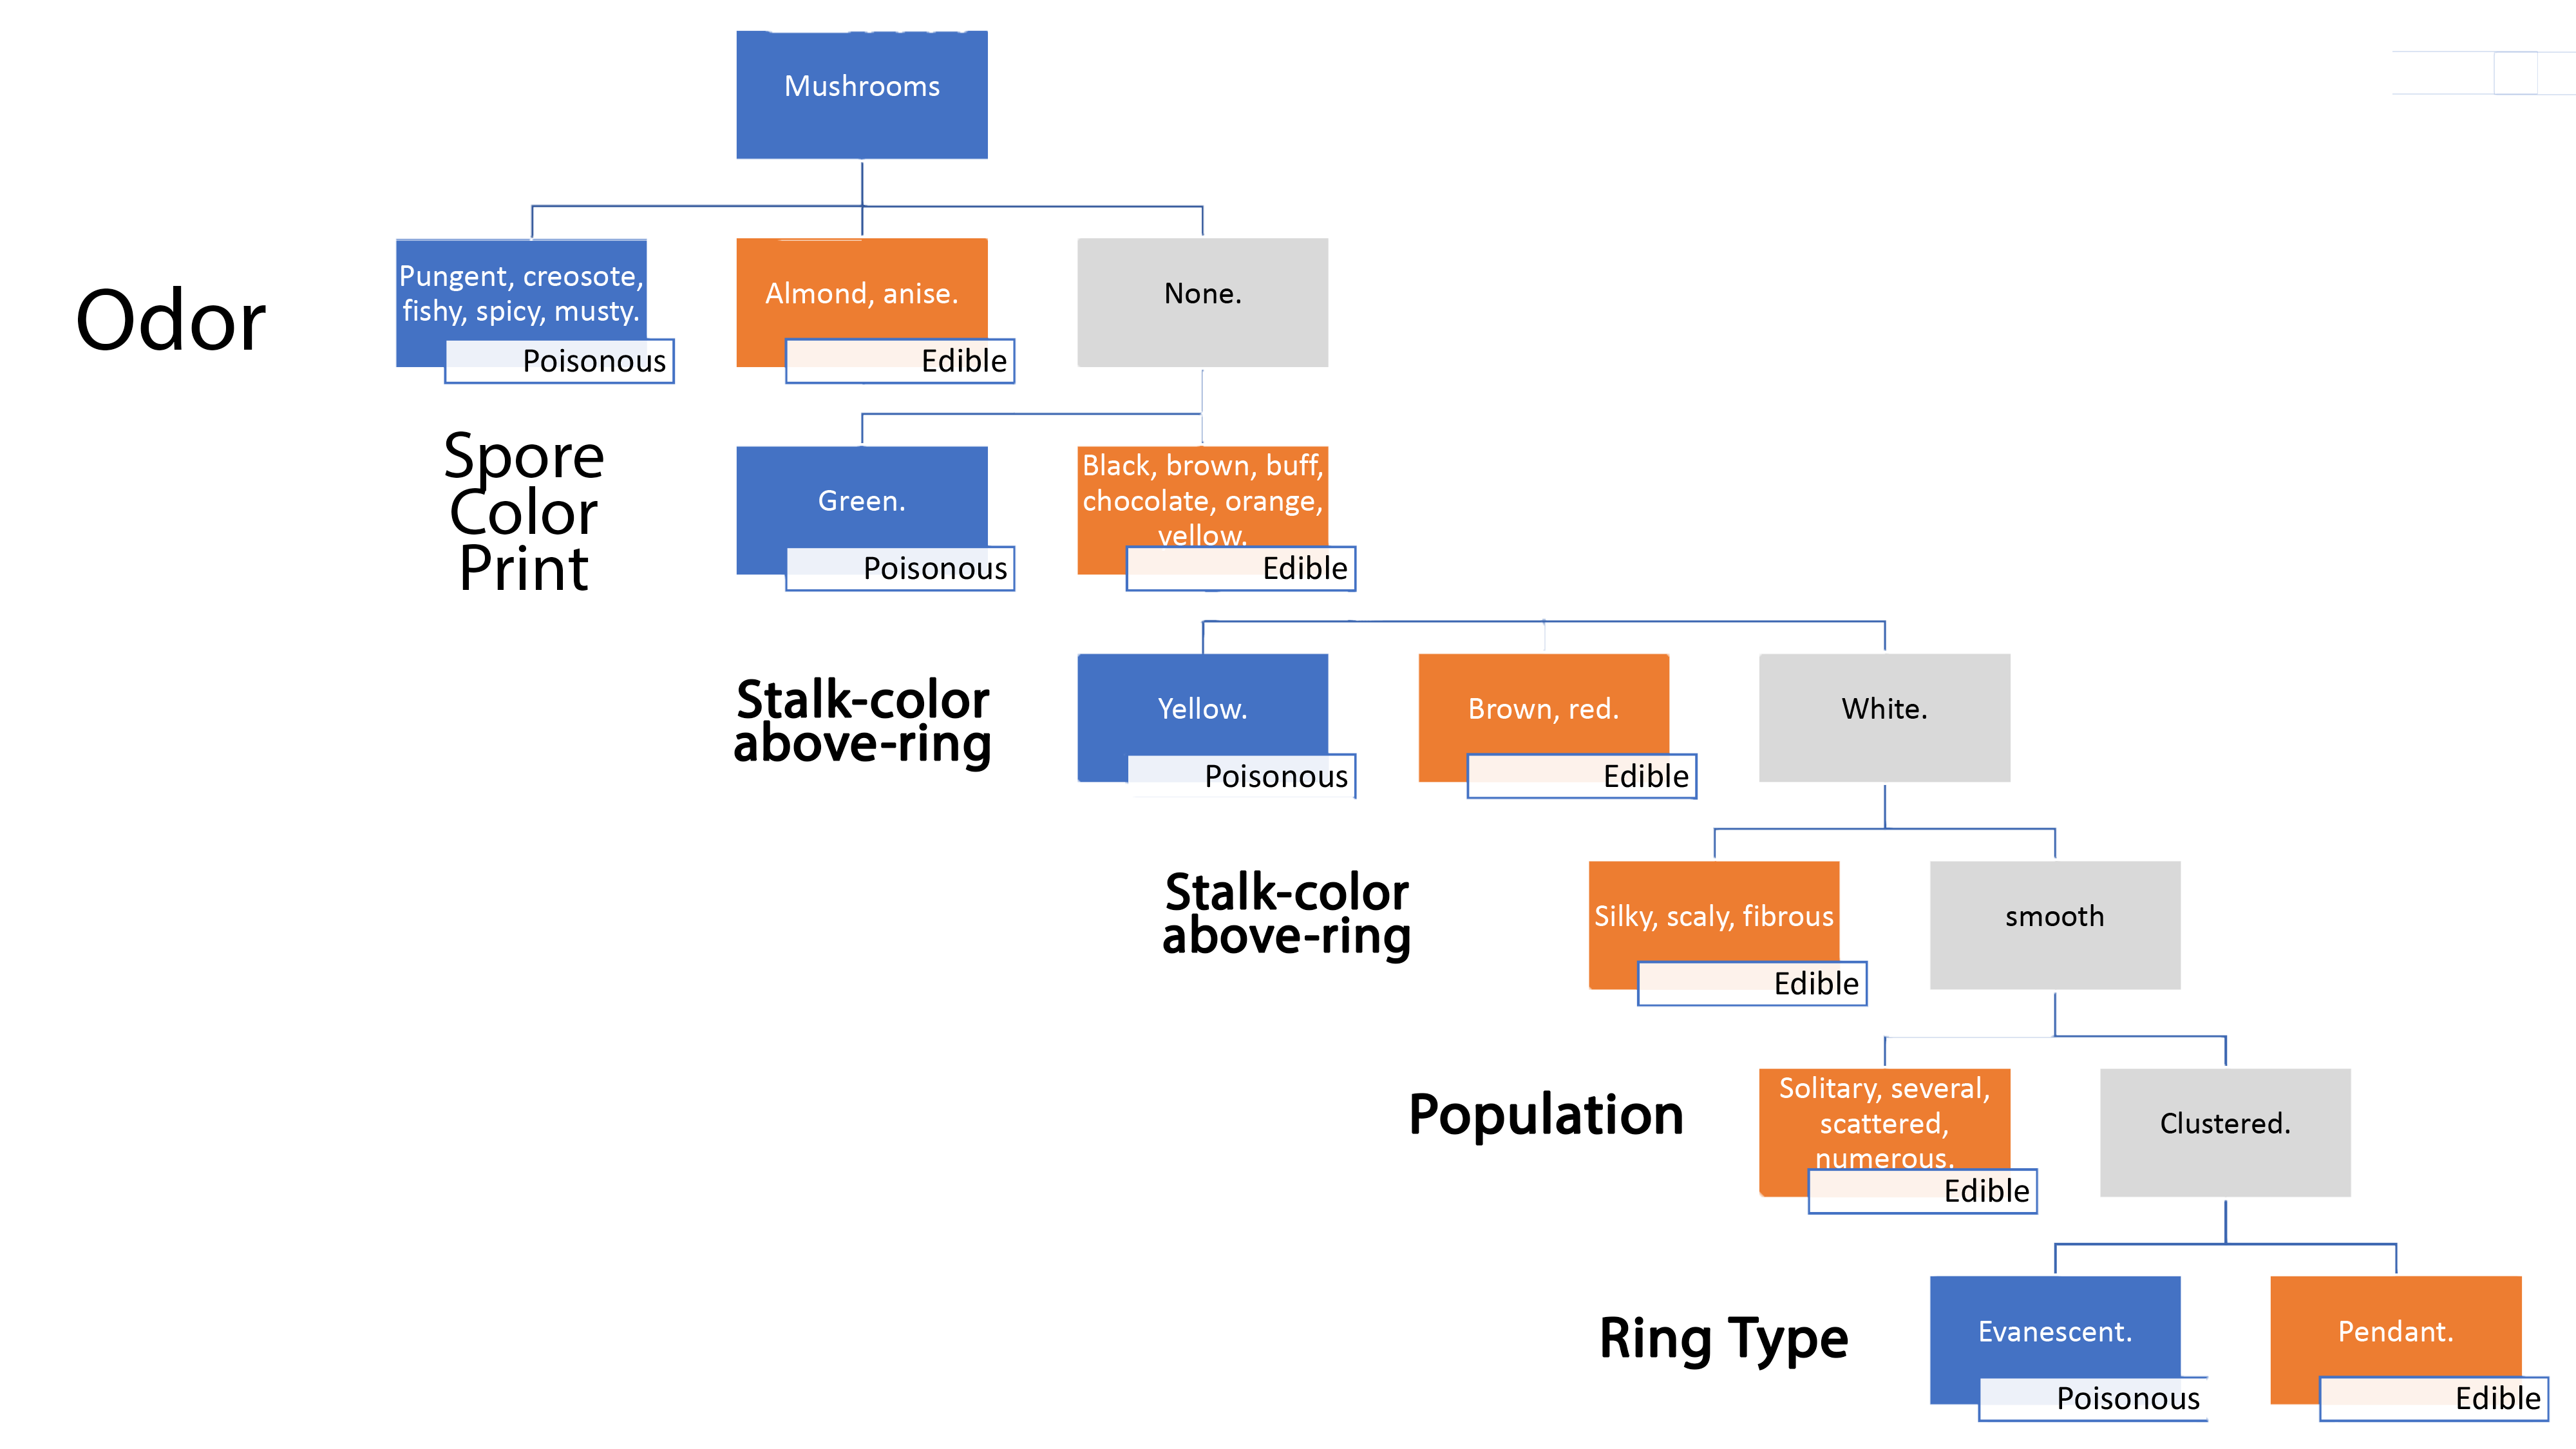 Mushrooms
Odor
Pungent, creosote,
fishy, spicy, musty.
Poisonous
Almond, anise.
Edible
None.
Spore
Color
Print
Green.
Poisonous
Black, brown, buff,
chocolate, orange,
yellow.
Edible
Stalk-color
above-ring
Yellow.
Poisonous
Brown, red.
Edible
White.
Stalk-color
above-ring
Silky, scaly, fibrous
Edible
smooth
Population
Solitary, several,
scattered,
numerous.
Edible
Clustered.
Ring Type
Evanescent.
Poisonous
Pendant.
Edible